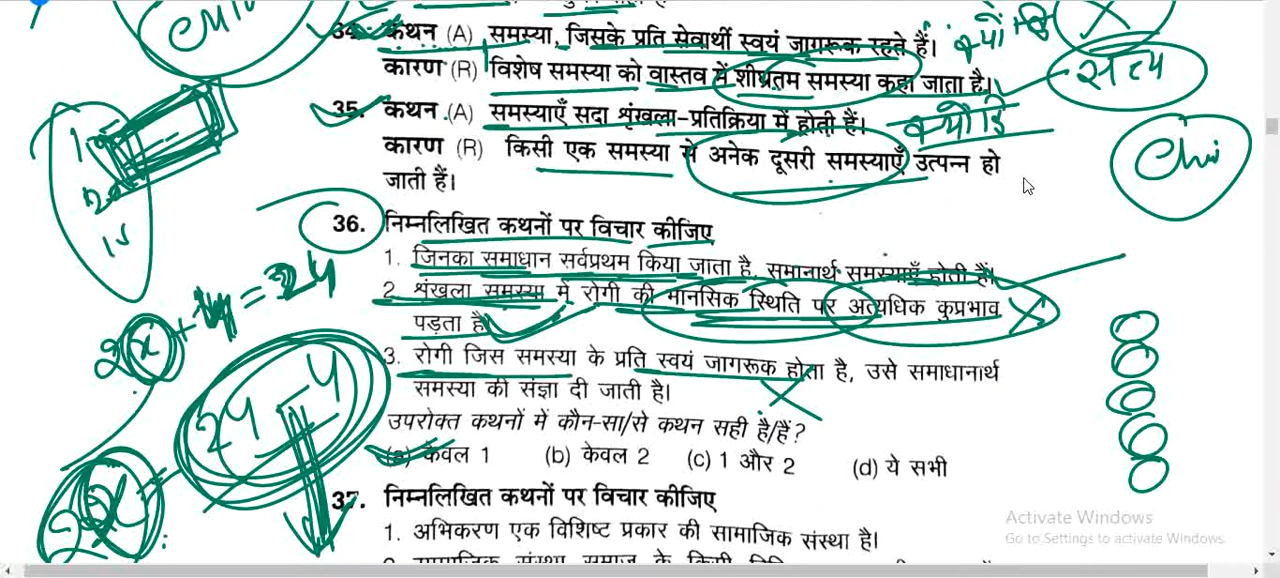 34. कथन (A) समस्या, जिसके प्रति सेवार्थी स्वयं जागरूक रहते हैं।
कारण (R) विशेष समस्या को वास्तव में शीघ्रतम समस्या कहा जाता है।
सत्य
35. कथन (A) समस्याएँ सदा शृंखला-प्रतिक्रिया में होती हैं।
क्योंकि
कारण (R) किसी एक समस्या से अनेक दूसरी समस्याएँ उत्पन्न हो
जाती हैं।
36. निम्नलिखित कथनों पर विचार कीजिए
1. जिनका समाधान सर्वप्रथम किया जाता है, समानार्थ समस्याएँ होती हैं।
2. शृंखला समस्या में रोगी की मानसिक स्थिति पर अत्यधिक कुप्रभाव
पड़ता है
3. रोगी जिस समस्या के प्रति स्वयं जागरूक होता है, उसे समाधानार्थ
समस्या की संज्ञा दी जाती है।
उपरोक्त कथनों में कौन-सा/से कथन सही है/हैं?
(a) केवल 1 (b) केवल 2 (c) 1 और 2 (d) ये सभी
37. निम्नलिखित कथनों पर विचार कीजिए
1. अभिकरण एक विशिष्ट प्रकार की सामाजिक संस्था है।
Activate Windows
Go to Settings to activate Windows.